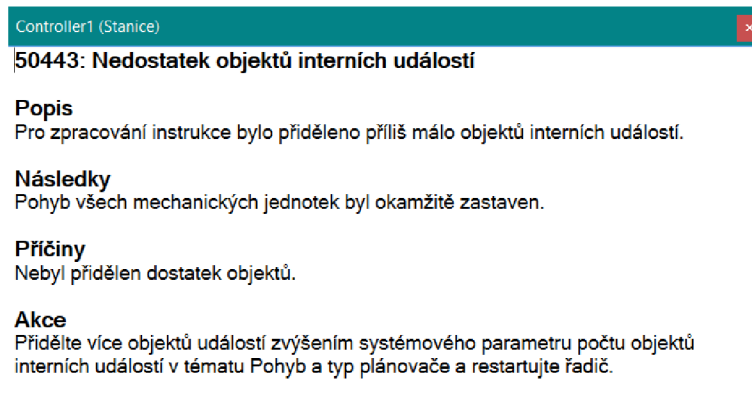 Controller1 (Stanice)
50443: Nedostatek objektů interních událostí
Popis
Pro zpracování instrukce bylo přiděleno příliš málo objektů interních událostí.
Následky
Pohyb všech mechanických jednotek byl okamžitě zastaven.
Příčiny
Nebyl přidělen dostatek objektů.
Akce
Přidělte více objektů událostí zvýšením systémového parametru počtu objektů
interních událostí v tématu Pohyb a typ plánovače a restartujte řadič.